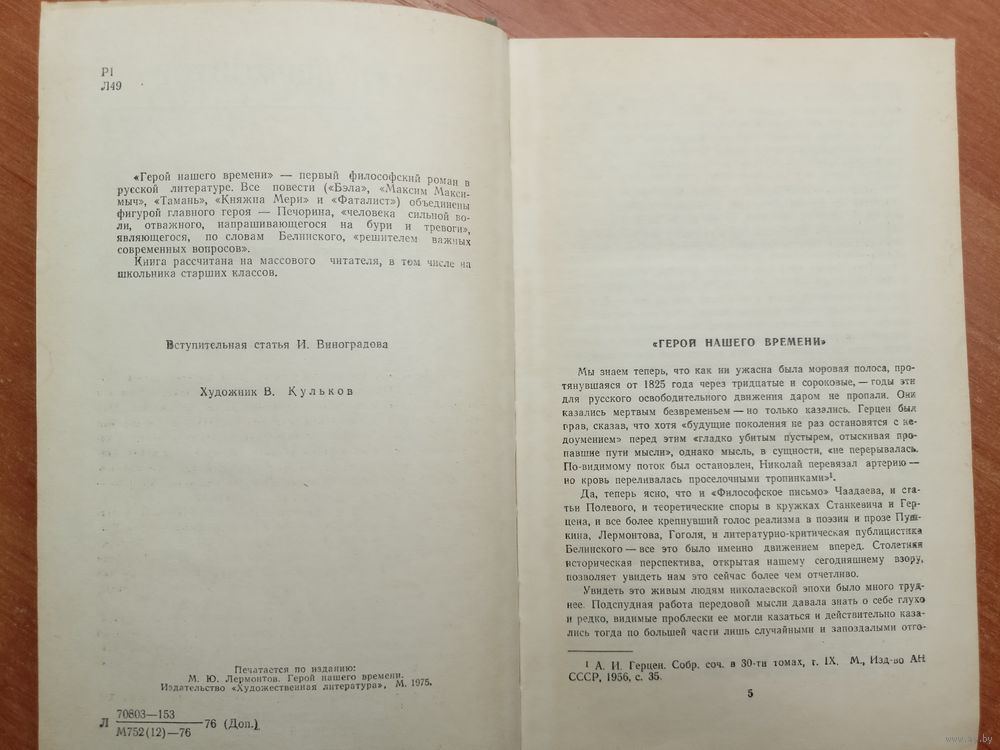 Р1
Л49
«Герой нашего времени» — первый философский роман в
русской литературе. Все повести («Бэла», «Максим Макси-
мыч», «Тамань», «Княжна Мери» и «Фаталист») объединены
фигурой главного героя — Печорина, «человека сильной во-
ли, отважного, напрашивающегося на бури и тревоги»,
являющегося, по словам Белинского, «решителем важных
современных вопросов».
Книга рассчитана на массового читателя, в том числе на
школьника старших классов.
Вступительная статья И. Виноградова
Художник В. Кульков
Печатается по изданию:
М. Ю. Лермонтов. Герой нашего времени.
Издательство «Художественная литература», М. 1975.
Л 70803—153
М752(12)—76
76 (Доп.)
«ГЕРОЙ НАШЕГО ВРЕМЕНИ»
Мы знаем теперь, что как ни ужасна была моровая полоса, про-
тянувшаяся от 1825 года через тридцатые и сороковые, — годы эти
для русского освободительного движения даром не пропали. Они
казались мертвым безвременьем — но только казались. Герцен был
прав, сказав, что хотя «будущие поколения не раз остановятся с не-
доумением» перед этим «гладко убитым пустырем, отыскивая про-
павшие пути мысли», однако мысль, в сущности, «не перерывалась.
По-видимому поток был остановлен, Николай перевязал артерию —
но кровь переливалась проселочными тропинками»¹.
Да, теперь ясно, что и «Философское письмо» Чаадаева, и ста-
тьи Полевого, и теоретические споры в кружках Станкевича и Гер-
цена, и все более крепнувший голос реализма в поэзии и прозе Пуш-
кина, Лермонтова, Гоголя, и литературно-критическая публицистика
Белинского — все это было именно движением вперед. Столетняя
историческая перспектива, открытая нашему сегодняшнему взору,
позволяет увидеть нам это сейчас более чем отчетливо.
Увидеть это живым людям николаевской эпохи было много труд-
нее. Подспудная работа передовой мысли давала знать о себе глухо
и редко, видимые проблески ее могли казаться и действительно каза-
лись тогда по большей части лишь случайными и запоздалыми отго-
¹ А. И. Герцен. Собр. соч. в 30-ти томах, т. IX. М., Изд-во АН
СССР, 1956, с. 35.
5
www.ay.by